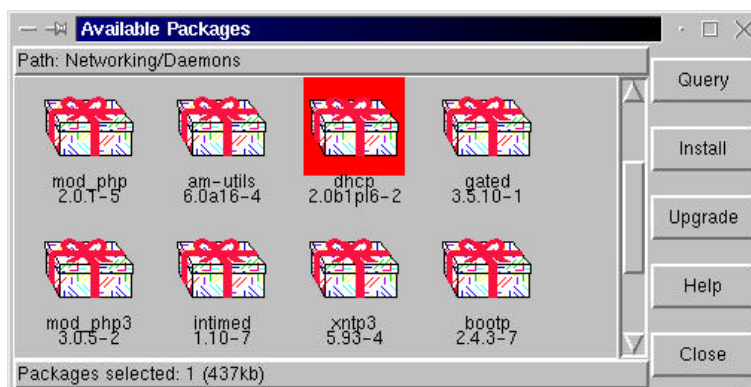 Available Packages
Path: Networking/Daemons
Query
Install
Upgrade
Help
Close
mod_php
2.0.1-5
am-utils
6.0a16-4
dhcp
2.0b1pl6-2
gated
3.5.10-1
mod_php3
3.0.5-2
intimed
1.10-7
xntp3
5.93-4
bootp
2.4.3-7
Packages selected: 1 (437kb)